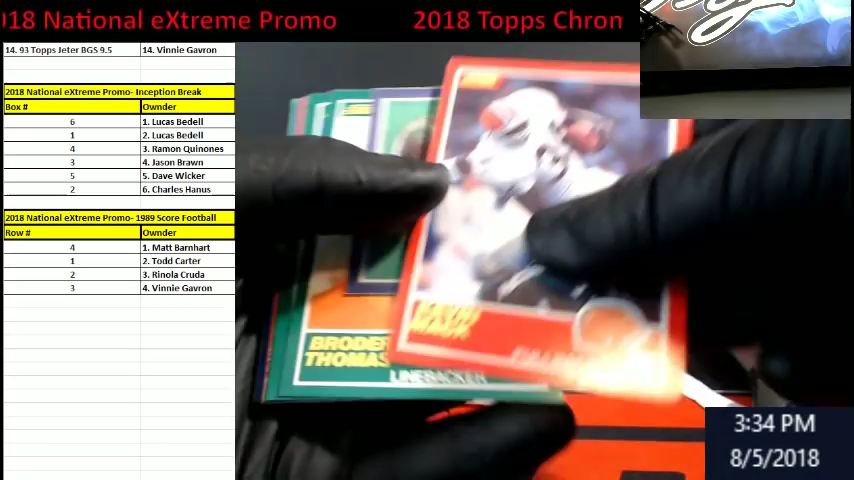 018 National eXtreme Promo 2018 Topps Chron
14. 93 Topps Jeter BGS 9.5 14. Vinnie Gavron
2018 National eXtreme Promo- Inception Break
Box # Ownder
6 1. Lucas Bedell
1 2. Lucas Bedell
4 3. Ramon Quinones
3 4. Jason Brawn
5 5. Dave Wicker
2 6. Charles Hanus
2018 National eXtreme Promo- 1989 Score Football
Row # Ownder
4 1. Matt Barnhart
1 2. Todd Carter
2 3. Rinola Cruda
3 4. Vinnie Gavron
BRODE
THOMAS
LINEBACKER
3:34 PM
8/5/2018